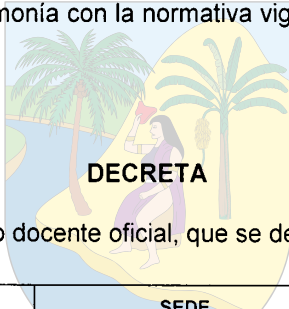 monía con la normativa vig
DECRETA
o docente oficial, que se de
SEDE